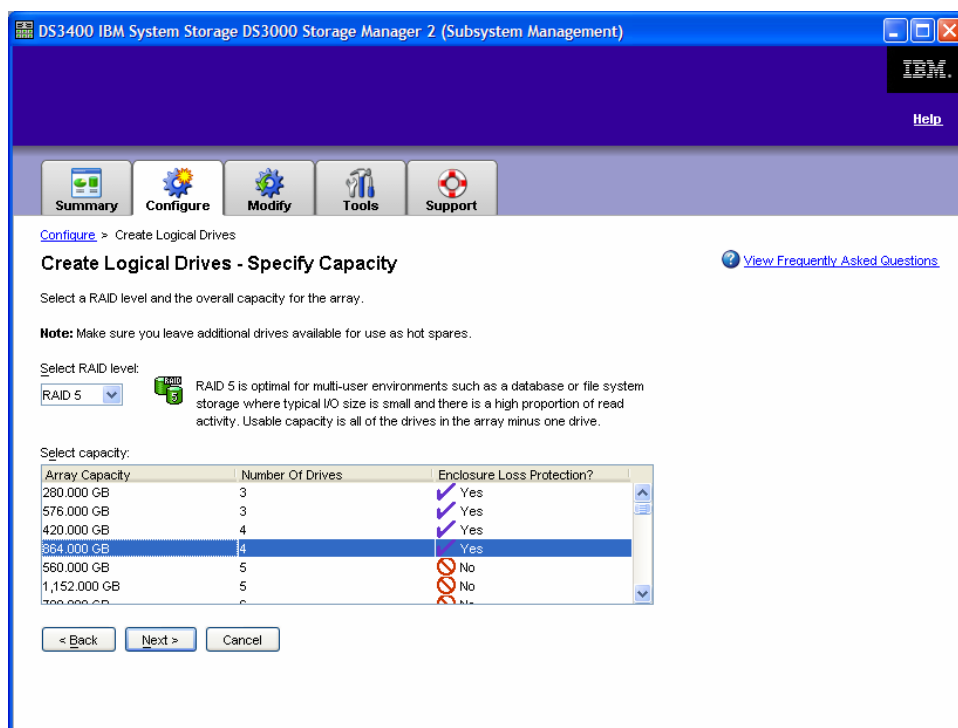 DS3400 IBM System Storage DS3000 Storage Manager 2 (Subsystem Management)
IBM.
Help
Summary Configure Modify Tools Support
Configure > Create Logical Drives
Create Logical Drives - Specify Capacity
View Frequently Asked Questions
Select a RAID level and the overall capacity for the array.
Note: Make sure you leave additional drives available for use as hot spares.
Select RAID level:
RAID 5
RAID
5
RAID 5 is optimal for multi-user environments such as a database or file system
storage where typical I/O size is small and there is a high proportion of read
activity. Usable capacity is all of the drives in the array minus one drive.
Select capacity:
Array Capacity Number Of Drives Enclosure Loss Protection?
280.000 GB 3 Yes
576.000 GB 3 Yes
420.000 GB 4 Yes
864.000 GB 4 Yes
560.000 GB 5 No
1,152.000 GB 5 No
< Back Next > Cancel